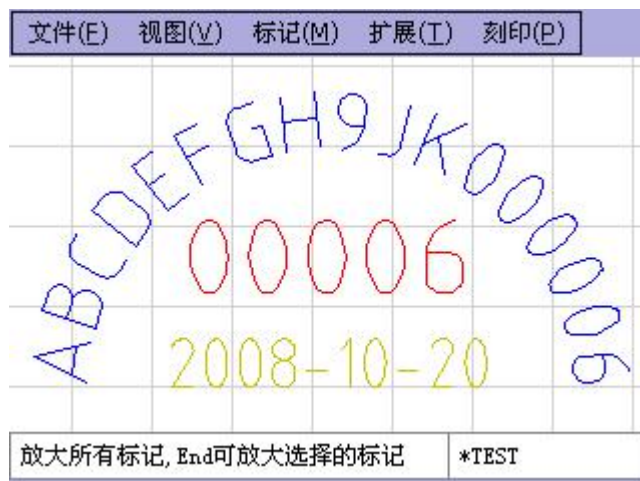 文件(F) 视图(V) 标记(M) 扩展(T) 刻印(P)
ABCDEFGH9JK000006
00006
2008-10-20
放大所有标记,End可放大选择的标记 *TEST